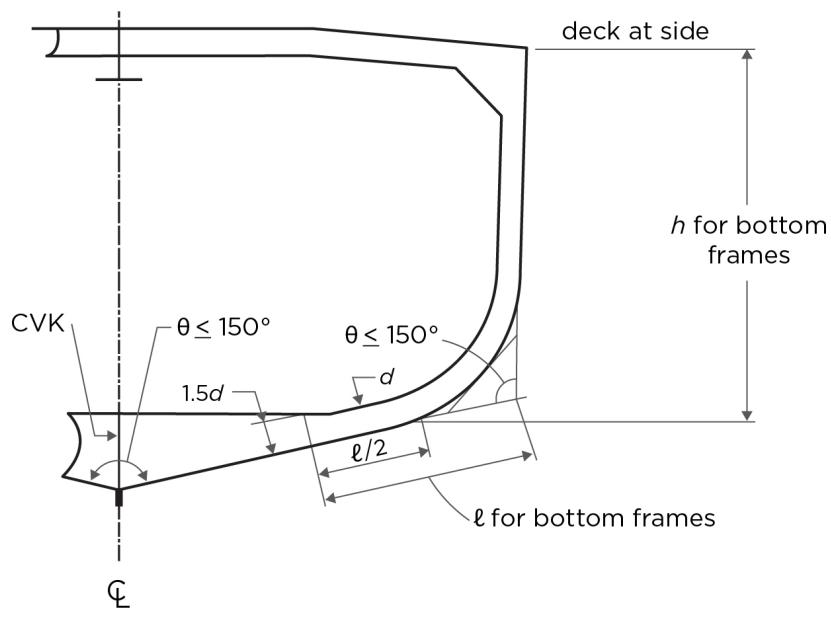 deck at side
h for bottom
frames
CVK
θ ≤ 150°
θ ≤ 150°
d
1.5d
ℓ/2
ℓ for bottom frames
℄